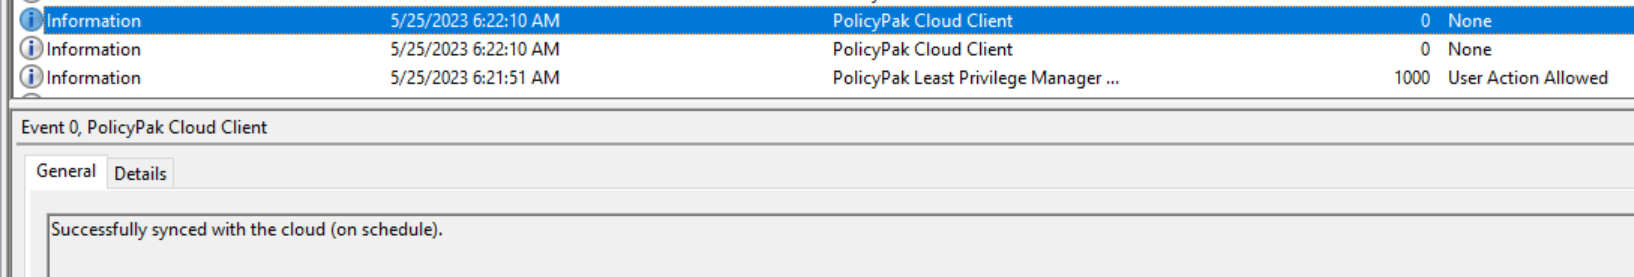 Information 5/25/2023 6:22:10 AM PolicyPak Cloud Client 0 None
Information 5/25/2023 6:22:10 AM PolicyPak Cloud Client 0 None
Information 5/25/2023 6:21:51 AM PolicyPak Least Privilege Manager ... 1000 User Action Allowed
Event 0, PolicyPak Cloud Client
General Details
Successfully synced with the cloud (on schedule).